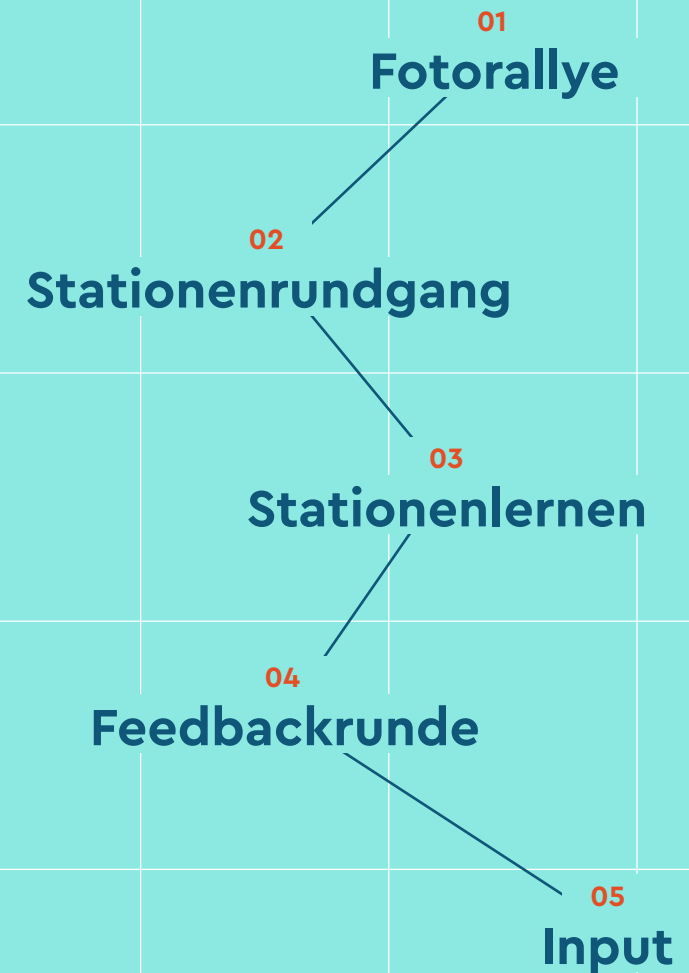 01
Fotorallye
02
Stationenrundgang
03
Stationenlernen
04
Feedbackrunde
05
Input